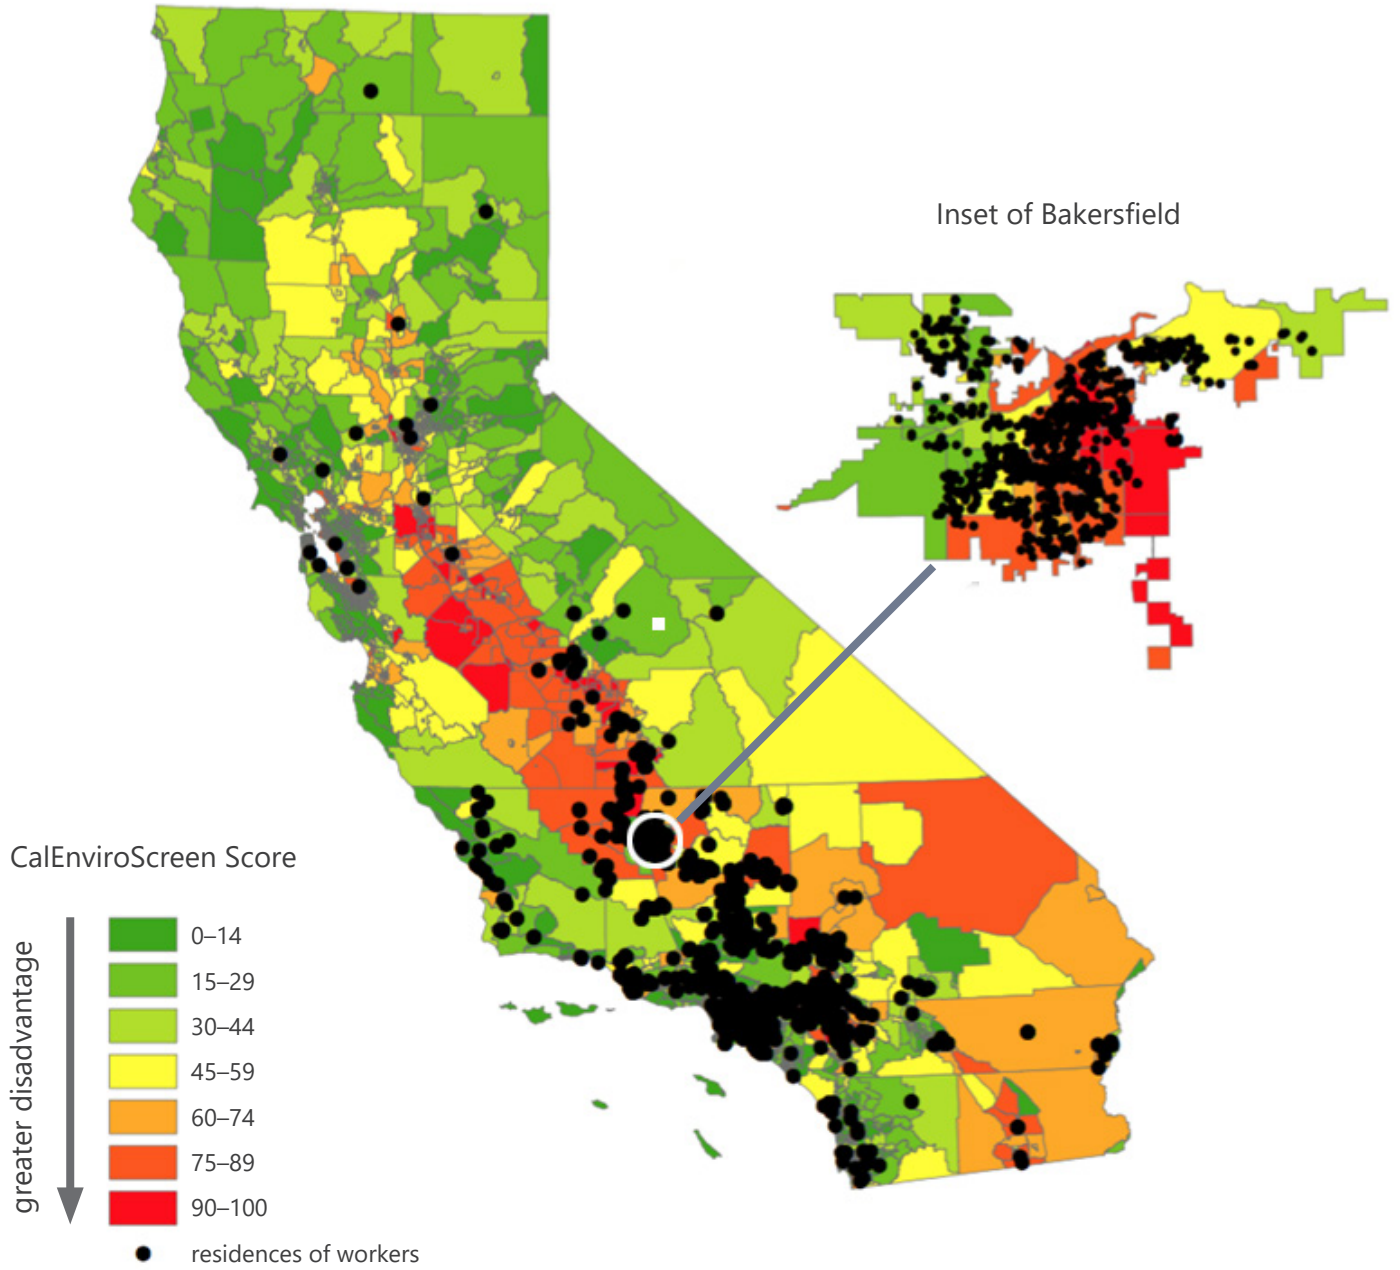 Inset of Bakersfield
CalEnviroScreen Score
greater disadvantage
0–14
15–29
30–44
45–59
60–74
75–89
90–100
residences of workers